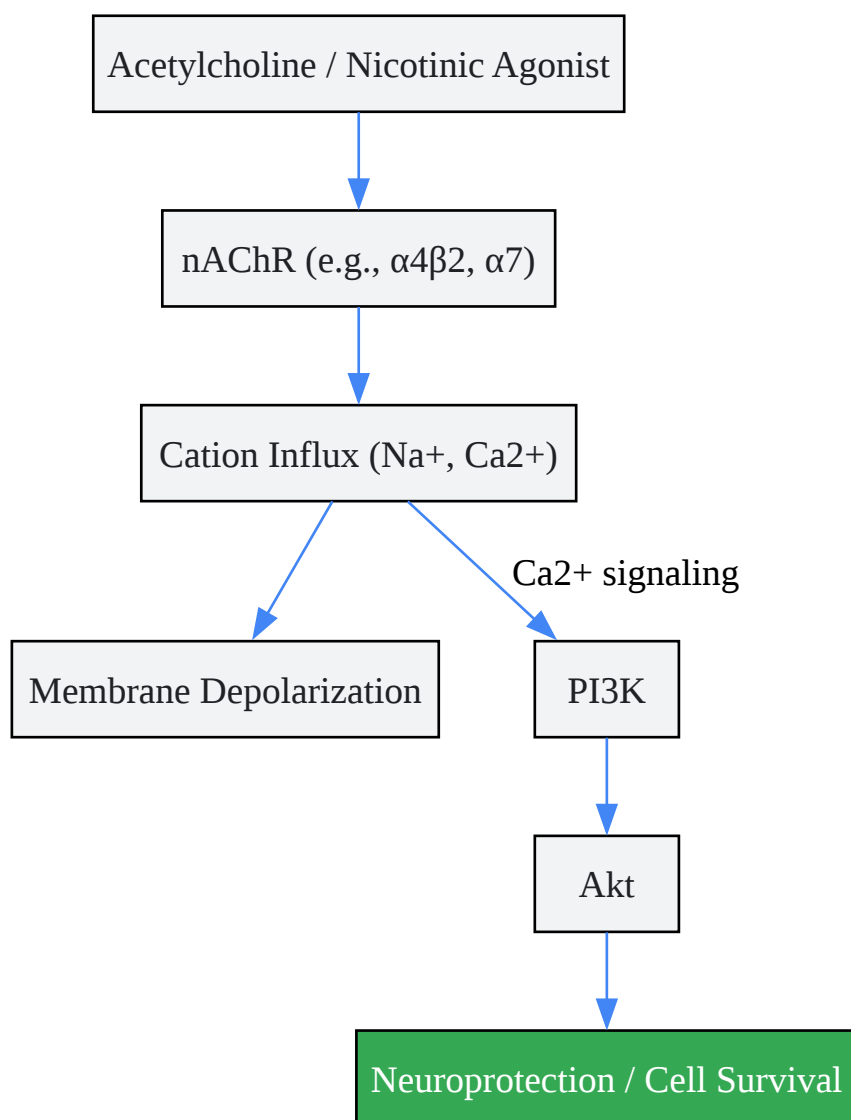 Acetylcholine / Nicotinic Agonist
nAChR (e.g., α4β2, α7)
Cation Influx (Na+, Ca2+)
Ca2+ signaling
Membrane Depolarization
PI3K
Akt
Neuroprotection / Cell Survival